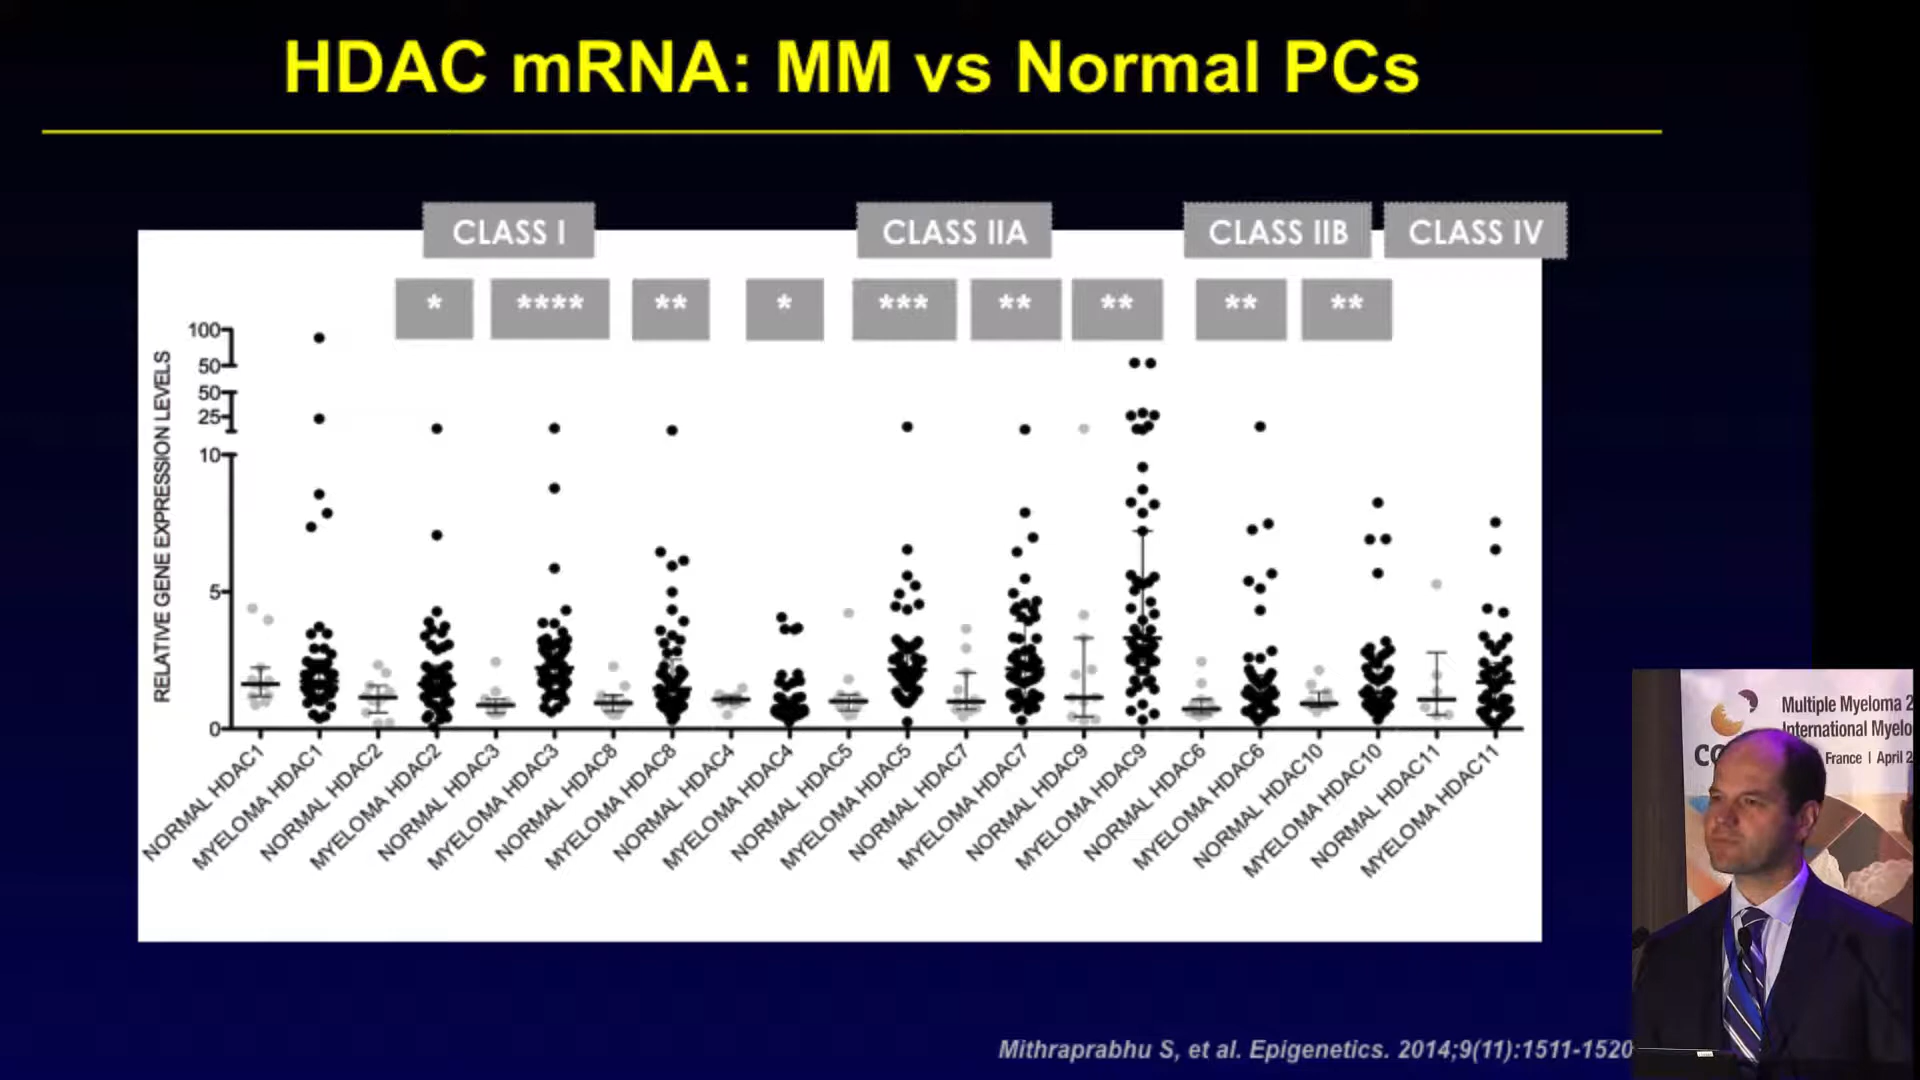 HDAC mRNA: MM vs Normal PCs
CLASS I
CLASS IIA
CLASS IIB
CLASS IV
*
****
**
*
***
**
**
**
**
RELATIVE GENE EXPRESSION LEVELS
100
50
50
25
10
5
0
NORMAL HDAC1
MYELOMA HDAC1
NORMAL HDAC2
MYELOMA HDAC2
NORMAL HDAC3
MYELOMA HDAC3
NORMAL HDAC8
MYELOMA HDAC8
NORMAL HDAC4
MYELOMA HDAC4
NORMAL HDAC5
MYELOMA HDAC5
NORMAL HDAC7
MYELOMA HDAC7
NORMAL HDAC9
MYELOMA HDAC9
NORMAL HDAC6
MYELOMA HDAC6
NORMAL HDAC10
MYELOMA HDAC10
NORMAL HDAC11
MYELOMA HDAC11
Mithraprabhu S, et al. Epigenetics. 2014;9(11):1511-1520
Multiple Myeloma 2
International Myelo
France | April 2